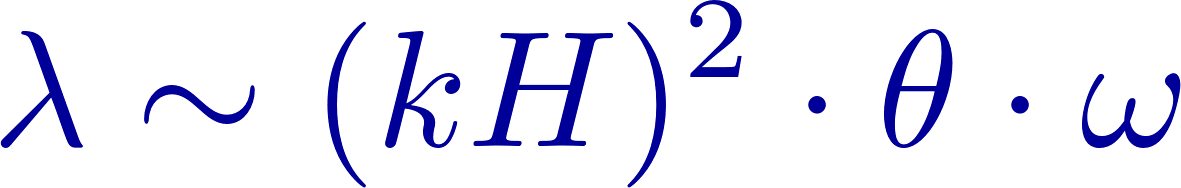 λ ∼ (kH)² · θ · ω